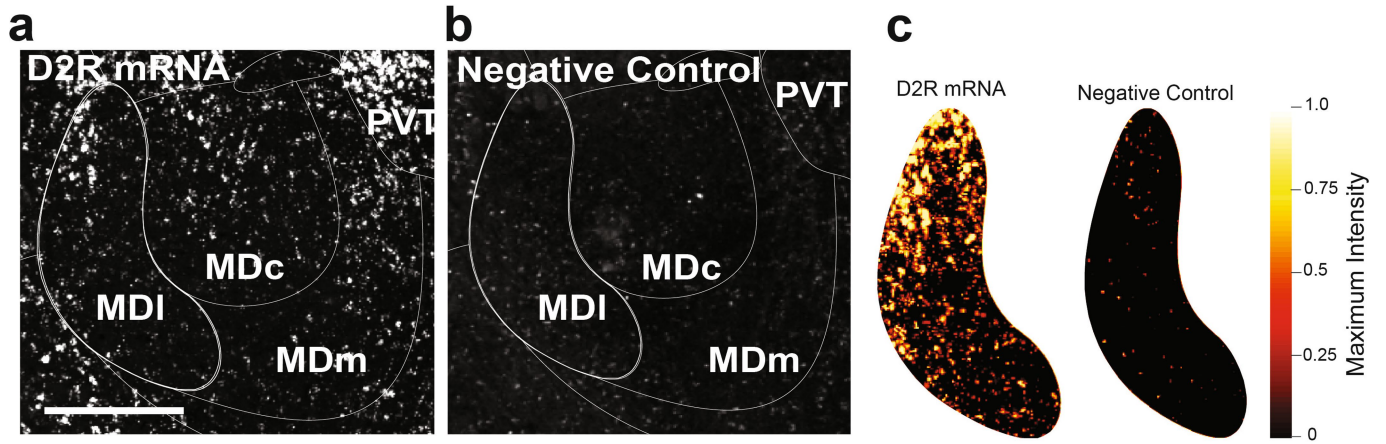 a
D2R mRNA
PVT
MDc
MDl
MDm
b
Negative Control
PVT
MDc
MDl
MDm
c
D2R mRNA
Negative Control
1.0
0.75
0.5
0.25
0
Maximum Intensity